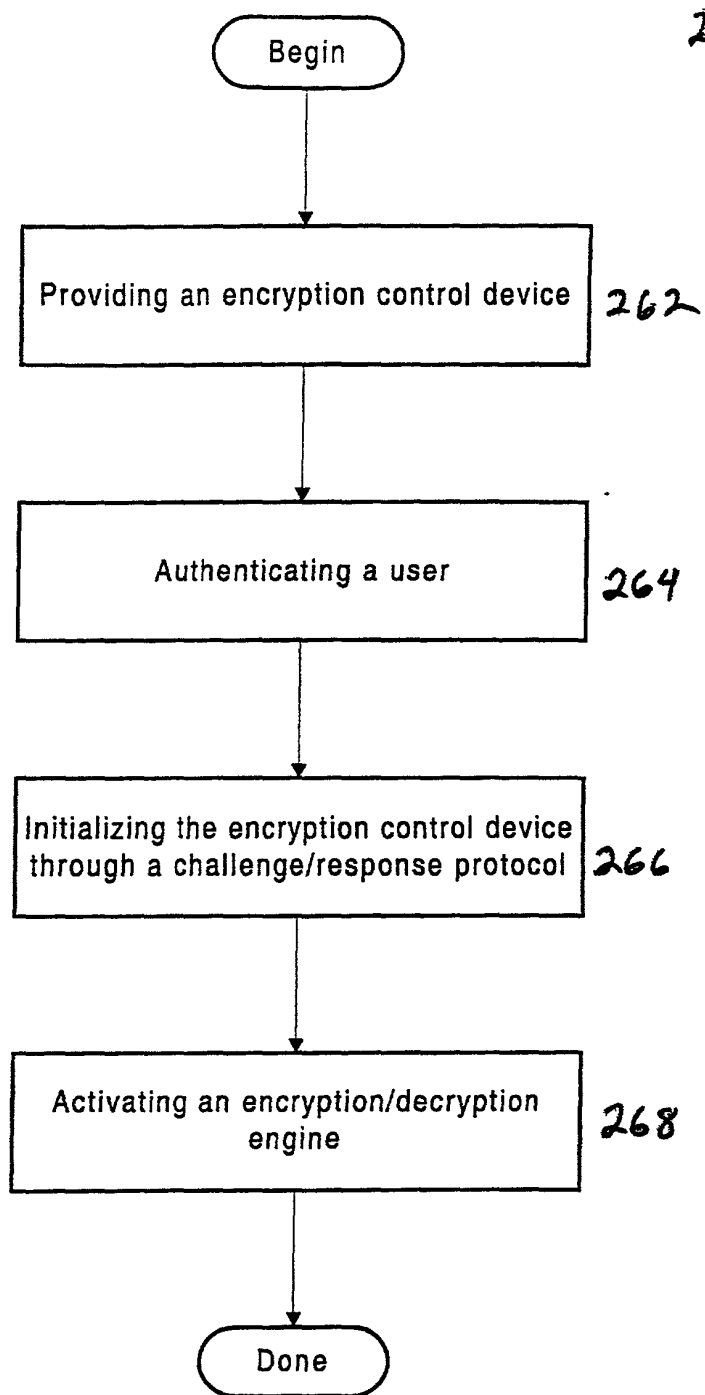 Begin
Providing an encryption control device
262
Authenticating a user
264
Initializing the encryption control device
through a challenge/response protocol
266
Activating an encryption/decryption
engine
268
Done